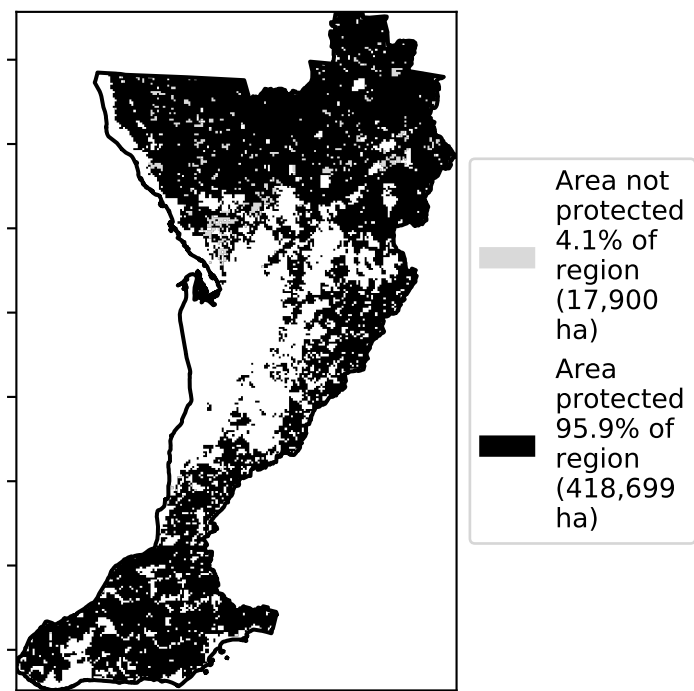 Area not
protected
4.1% of
region
(17,900
ha)
Area
protected
95.9% of
region
(418,699
ha)